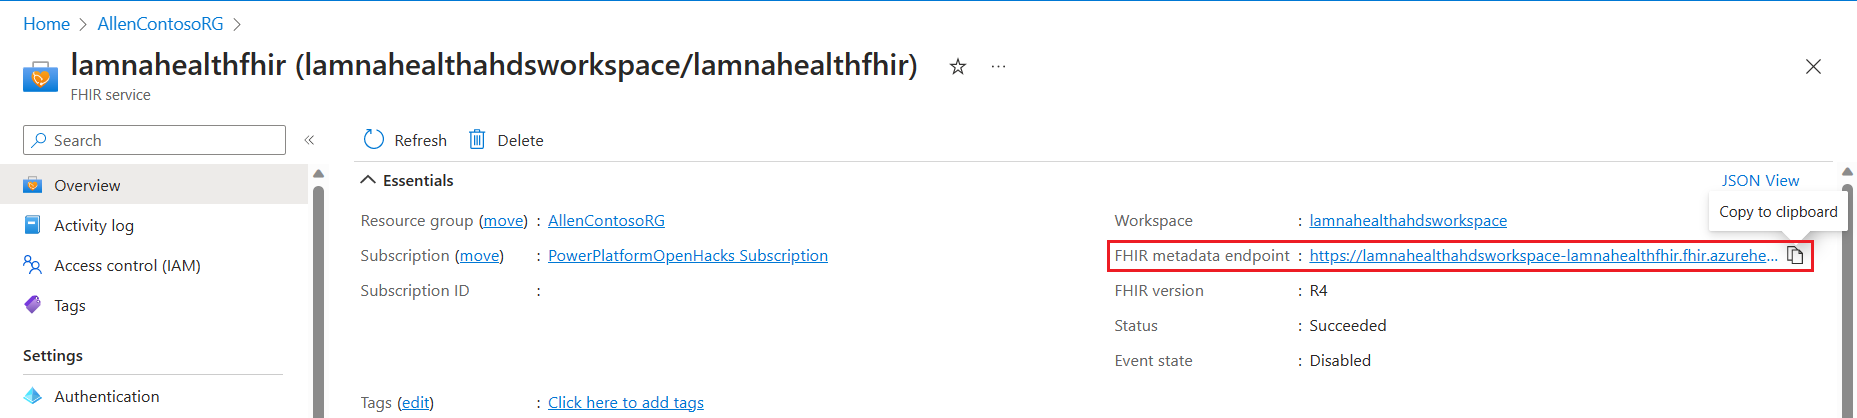 Home > AllenContosoRG >
lamnahealthfhir (lamnahealthahdsworkspace/lamnahealthfhir)
FHIR service
Search
Overview
Activity log
Access control (IAM)
Tags
Settings
Authentication
Refresh Delete
Essentials
JSON View
Copy to clipboard
Resource group (move) : AllenContosoRG
Subscription (move) : PowerPlatformOpenHacks Subscription
Subscription ID :
Workspace : lamnahealthahdsworkspace
FHIR metadata endpoint : https://lamnahealthahdsworkspace-lamnahealthfhir.fhir.azurehe...
FHIR version : R4
Status : Succeeded
Event state : Disabled
Tags (edit) : Click here to add tags